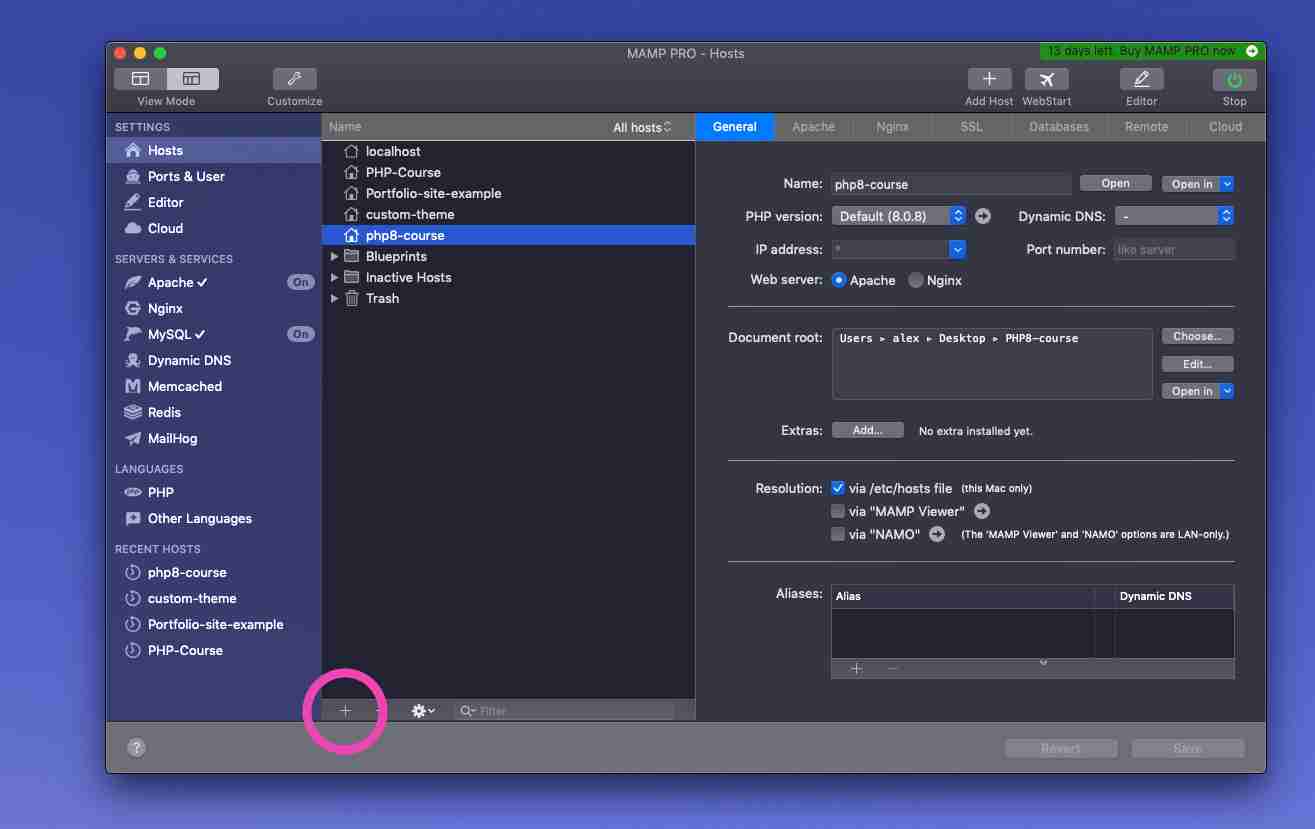 MAMP PRO - Hosts
13 days left. Buy MAMP PRO now
View Mode
Customize
Add Host
WebStart
Editor
Stop
SETTINGS
Hosts
Ports & User
Editor
Cloud
SERVERS & SERVICES
Apache On
Nginx
MySQL On
Dynamic DNS
Memcached
Redis
MailHog
LANGUAGES
php PHP
Other Languages
RECENT HOSTS
php8-course
custom-theme
Portfolio-site-example
PHP-Course
Name All hosts
localhost
PHP-Course
Portfolio-site-example
custom-theme
php8-course
Blueprints
Inactive Hosts
Trash
Filter
General Apache Nginx SSL Databases Remote Cloud
Name: php8-course Open Open in
PHP version: Default (8.0.8) Dynamic DNS: -
IP address: * Port number: like server
Web server: Apache Nginx
Document root: Users ▸ alex ▸ Desktop ▸ PHP8-course Choose...
Edit...
Open in
Extras: Add... No extra installed yet.
Resolution: via /etc/hosts file (this Mac only)
via "MAMP Viewer"
via "NAMO" (The 'MAMP Viewer' and 'NAMO' options are LAN-only.)
Aliases: Alias Dynamic DNS
? Revert Save